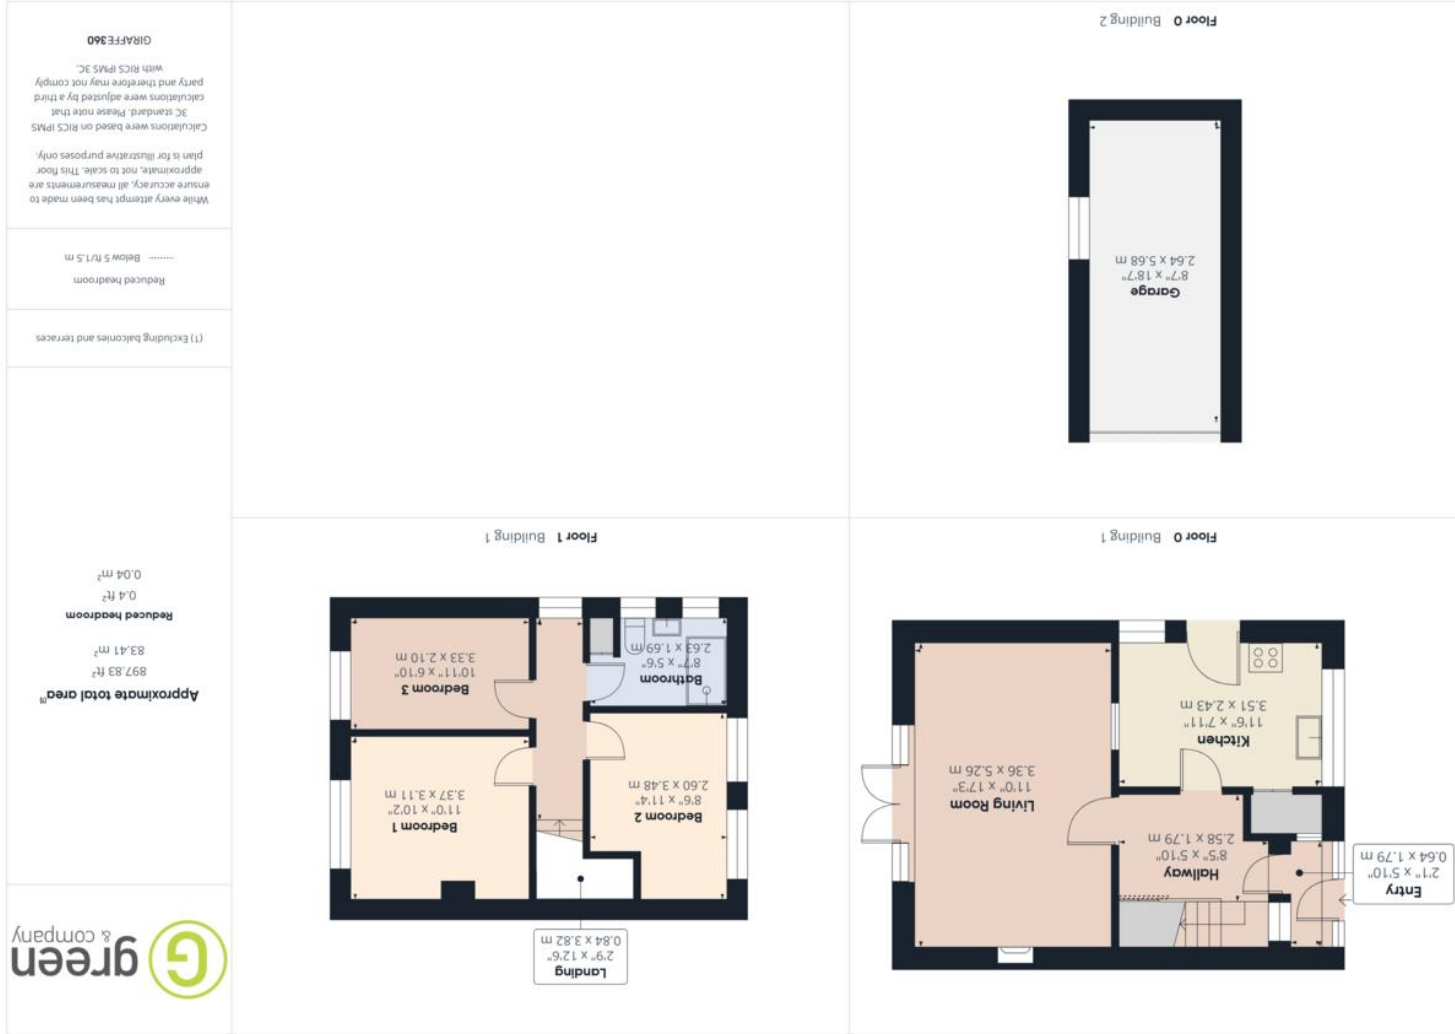 Entry
2'1" x 5'10"
0.64 x 1.79 m
Hallway
8'5" x 5'10"
2.58 x 1.79 m
Living Room
11'0" x 17'3"
3.36 x 5.26 m
Kitchen
11'6" x 7'11"
3.51 x 2.43 m
Floor 0 Building 1
Landing
2'9" x 12'6"
0.84 x 3.82 m
Bedroom 2
8'6" x 11'4"
2.60 x 3.48 m
Bedroom 1
11'0" x 10'2"
3.37 x 3.11 m
Bathroom
8'7" x 5'6"
2.63 x 1.69 m
Bedroom 3
10'11" x 6'10"
3.33 x 2.10 m
Floor 1 Building 1
Garage
8'7" x 18'7"
2.64 x 5.68 m
Floor 0 Building 2
G green
& company
Approximate total area(1)
897.83 ft²
83.41 m²
Reduced headroom
0.4 ft²
0.04 m²
(1) Excluding balconies and terraces
Reduced headroom
Below 5 ft/1.5 m
While every attempt has been made to
ensure accuracy, all measurements are
approximate, not to scale. This floor
plan is for illustrative purposes only.
Calculations were based on RICS IPMS
3C standard. Please note that
calculations were adjusted by a third
party and therefore may not comply
with RICS IPMS 3C.
GIRAFFE360